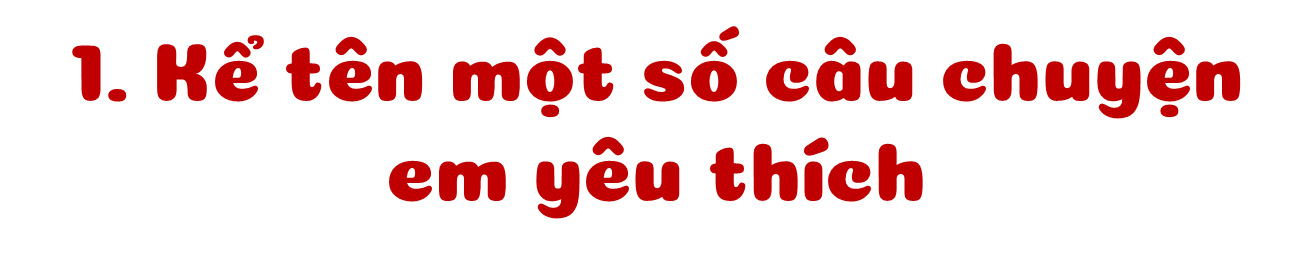 1. Kể tên một số câu chuyện
em yêu thích